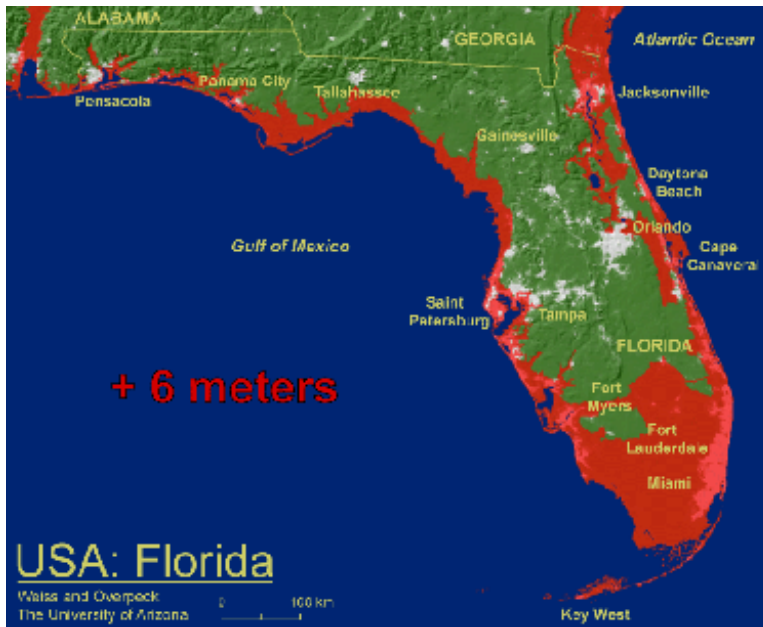 ALABAMA
GEORGIA
Atlantic Ocean
Pensacola
Panama City
Tallahassee
Jacksonville
Gainesville
Daytona
Beach
Orlando
Gulf of Mexico
Cape
Canaveral
Saint
Petersburg
Tampa
FLORIDA
+ 6 meters
Fort
Myers
Fort
Lauderdale
Miami
USA: Florida
Weiss and Overpeck
The University of Arizona
0 100 km
Key West